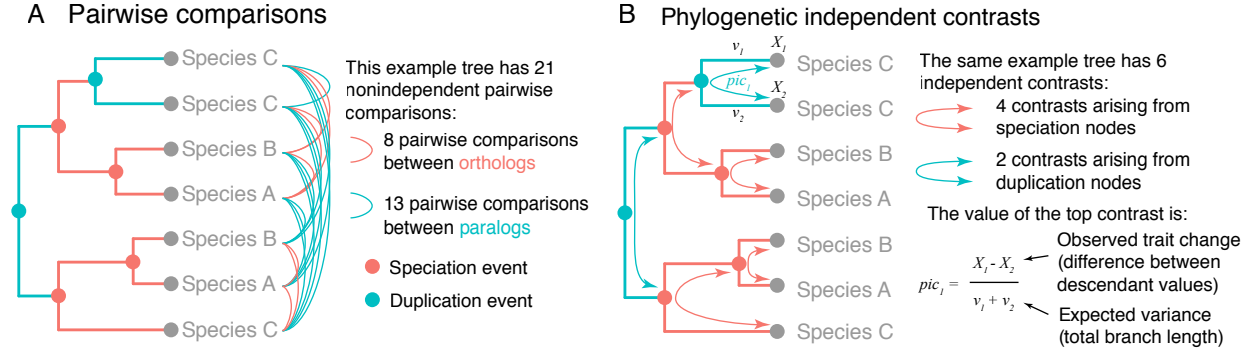 A Pairwise comparisons
Species C
Species C
Species B
Species A
Species B
Species A
Species C
This example tree has 21
nonindependent pairwise
comparisons:
8 pairwise comparisons
between orthologs
13 pairwise comparisons
between paralogs
Speciation event
Duplication event
B Phylogenetic independent contrasts
v1
X1
pic1
X2
v2
Species C
Species C
Species B
Species A
Species B
Species A
Species C
The same example tree has 6
independent contrasts:
4 contrasts arising from
speciation nodes
2 contrasts arising from
duplication nodes
The value of the top contrast is:
pic1 =
X1 - X2
v1 + v2
Observed trait change
(difference between
descendant values)
Expected variance
(total branch length)